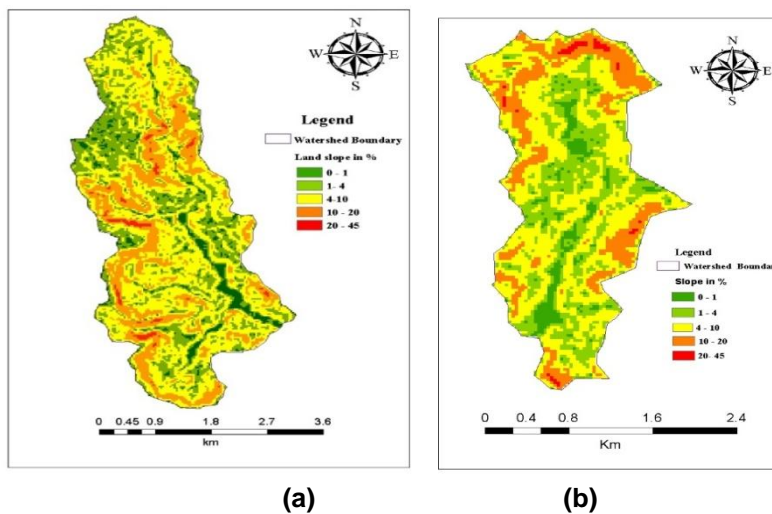 N
W E
S
Legend
Watershed Boundary
Land slope in %
0 - 1
1- 4
4-10
10 - 20
20 - 45
0 0.45 0.9 1.8 2.7 3.6
km
(a)
N
W E
S
Legend
Watershed Boundar
Slope in %
0 - 1
1 - 4
4 - 10
10 - 20
20- 45
0 0.4 0.8 1.6 2.4
Km
(b)